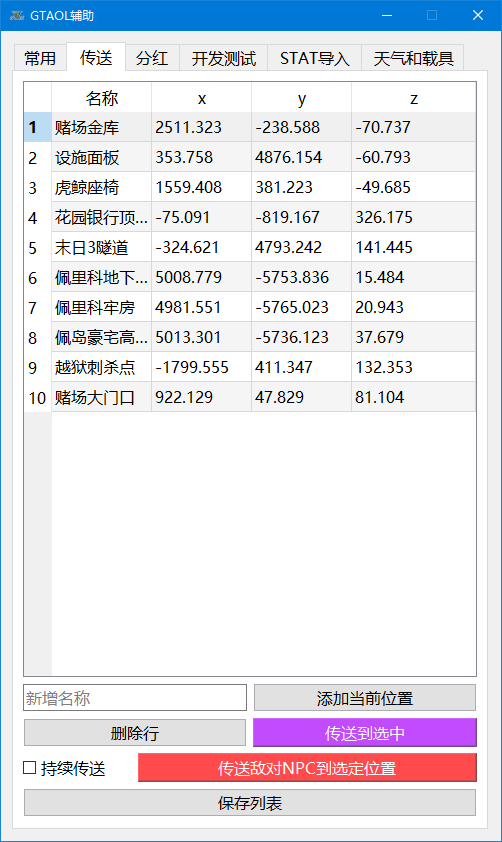 GTAOL辅助
常用 传送 分红 开发测试 STAT导入 天气和载具
名称 x y z
1 赌场金库 2511.323 -238.588 -70.737
2 设施面板 353.758 4876.154 -60.793
3 虎鲸座椅 1559.408 381.223 -49.685
4 花园银行顶... -75.091 -819.167 326.175
5 末日3隧道 -324.621 4793.242 141.445
6 佩里科地下... 5008.779 -5753.836 15.484
7 佩里科牢房 4981.551 -5765.023 20.943
8 佩岛豪宅高... 5013.301 -5736.123 37.679
9 越狱刺杀点 -1799.555 411.347 132.353
10 赌场大门口 922.129 47.829 81.104
新增名称 添加当前位置
删除行 传送到选中
持续传送 传送敌对NPC到选定位置
保存列表